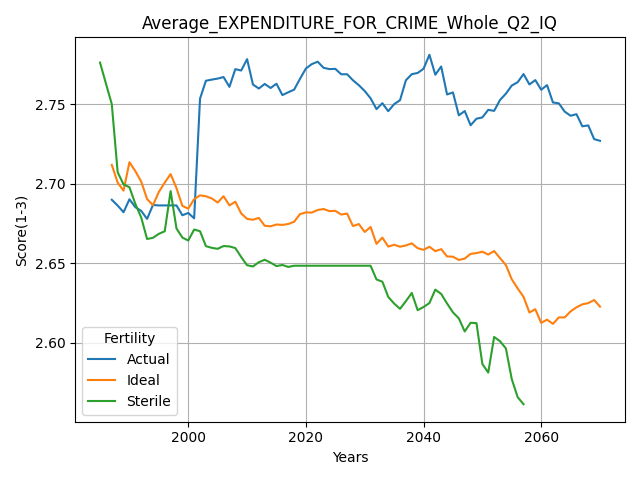 Average_EXPENDITURE_FOR_CRIME_Whole_Q2_IQ
Score(1-3)
2.75
2.70
2.65
2.60
Fertility
Actual
Ideal
Sterile
2000
2020
2040
2060
Years